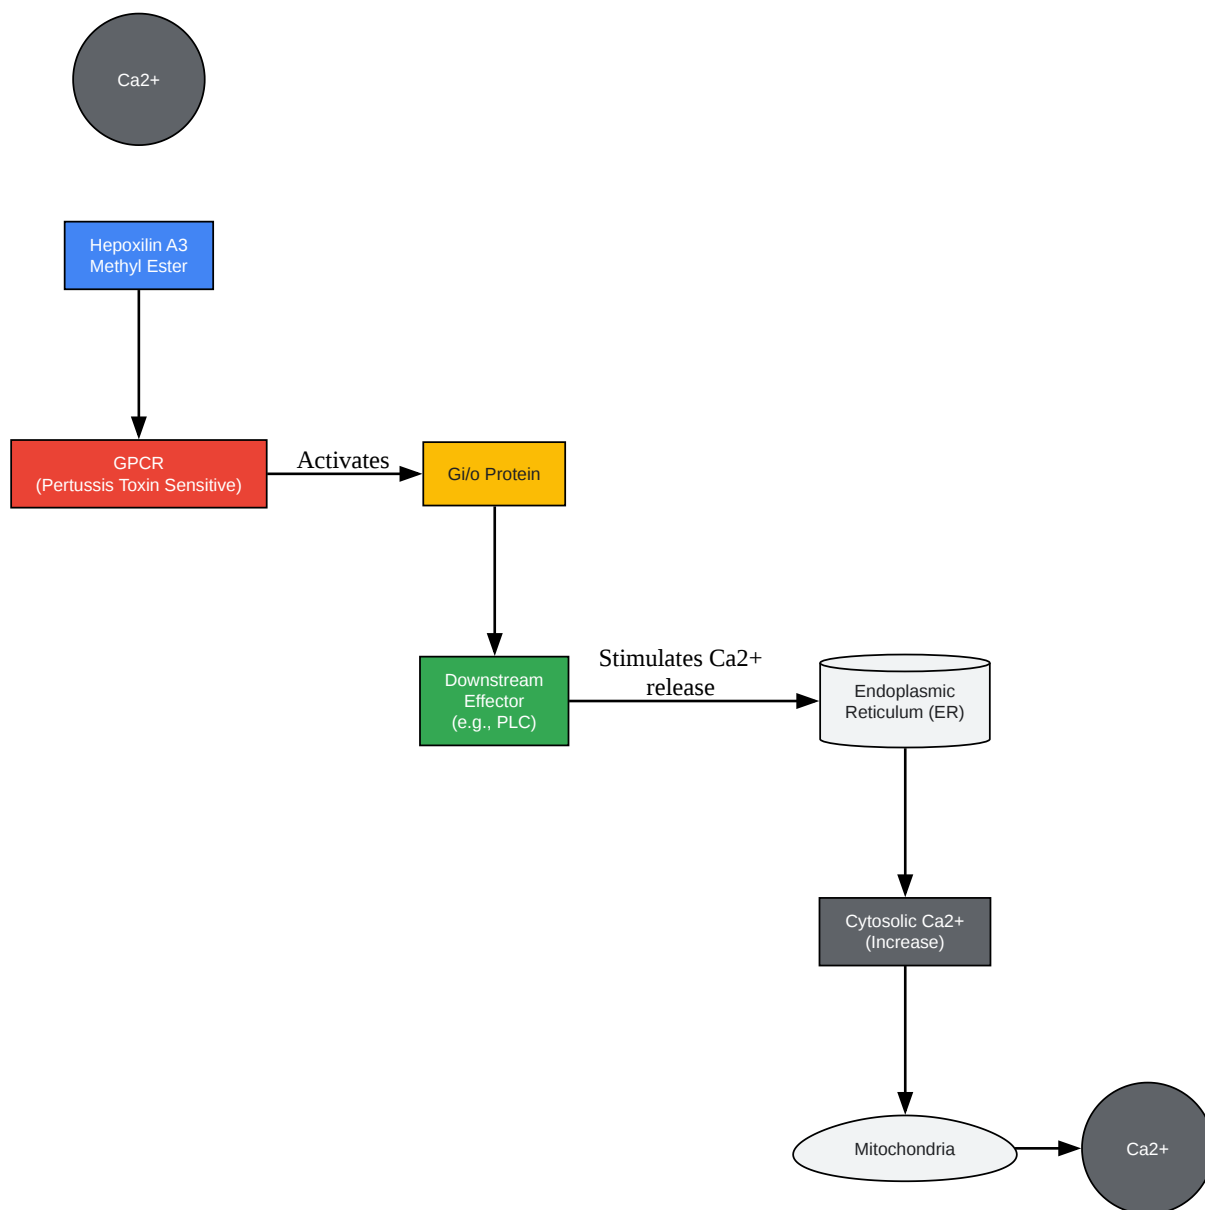 Ca2+
Hepoxilin A3
Methyl Ester
GPCR
(Pertussis Toxin Sensitive)
Activates
Gi/o Protein
Downstream
Effector
(e.g., PLC)
Stimulates Ca2+
release
Endoplasmic
Reticulum (ER)
Cytosolic Ca2+
(Increase)
Mitochondria
Ca2+